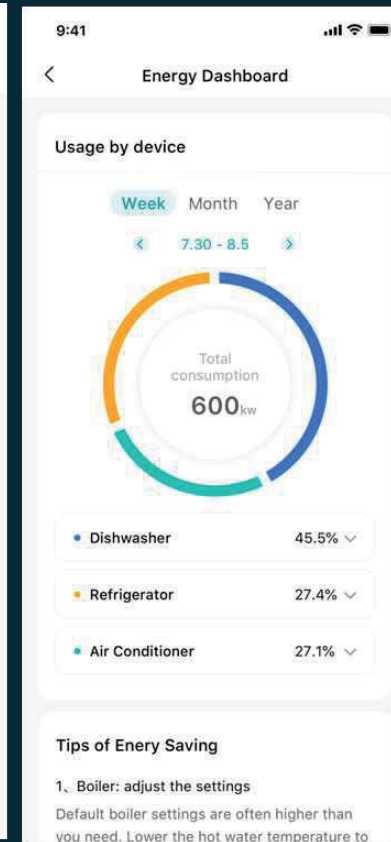 9:41
Energy Dashboard
Usage by device
Week Month Year
7.30 - 8.5
Total
consumption
600kw
Dishwasher 45.5%
Refrigerator 27.4%
Air Conditioner 27.1%
Tips of Enery Saving
1、Boiler: adjust the settings
Default boiler settings are often higher than
you need. Lower the hot water temperature to